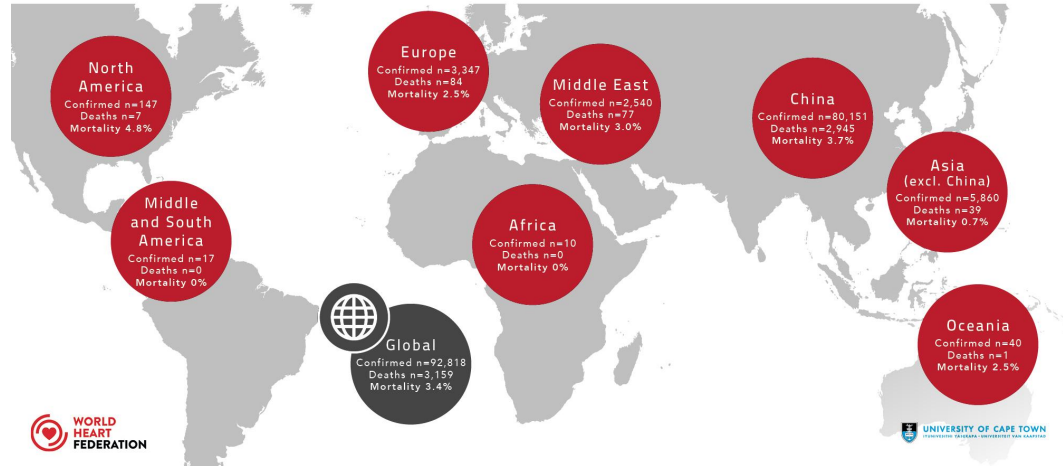 North
America
Confirmed n=147
Deaths n=7
Mortality 4.8%
Europe
Confirmed n=3,347
Deaths n=84
Mortality 2.5%
Middle East
Confirmed n=2,540
Deaths n=77
Mortality 3.0%
China
Confirmed n=80,151
Deaths n=2,945
Mortality 3.7%
Asia
(excl. China)
Confirmed n=5,860
Deaths n=39
Mortality 0.7%
Middle
and South
America
Confirmed n=17
Deaths n=0
Mortality 0%
Africa
Confirmed n=10
Deaths n=0
Mortality 0%
Global
Confirmed n=92,818
Deaths n=3,159
Mortality 3.4%
Oceania
Confirmed n=40
Deaths n=1
Mortality 2.5%
WORLD
HEART
FEDERATION
UNIVERSITY OF CAPE TOWN